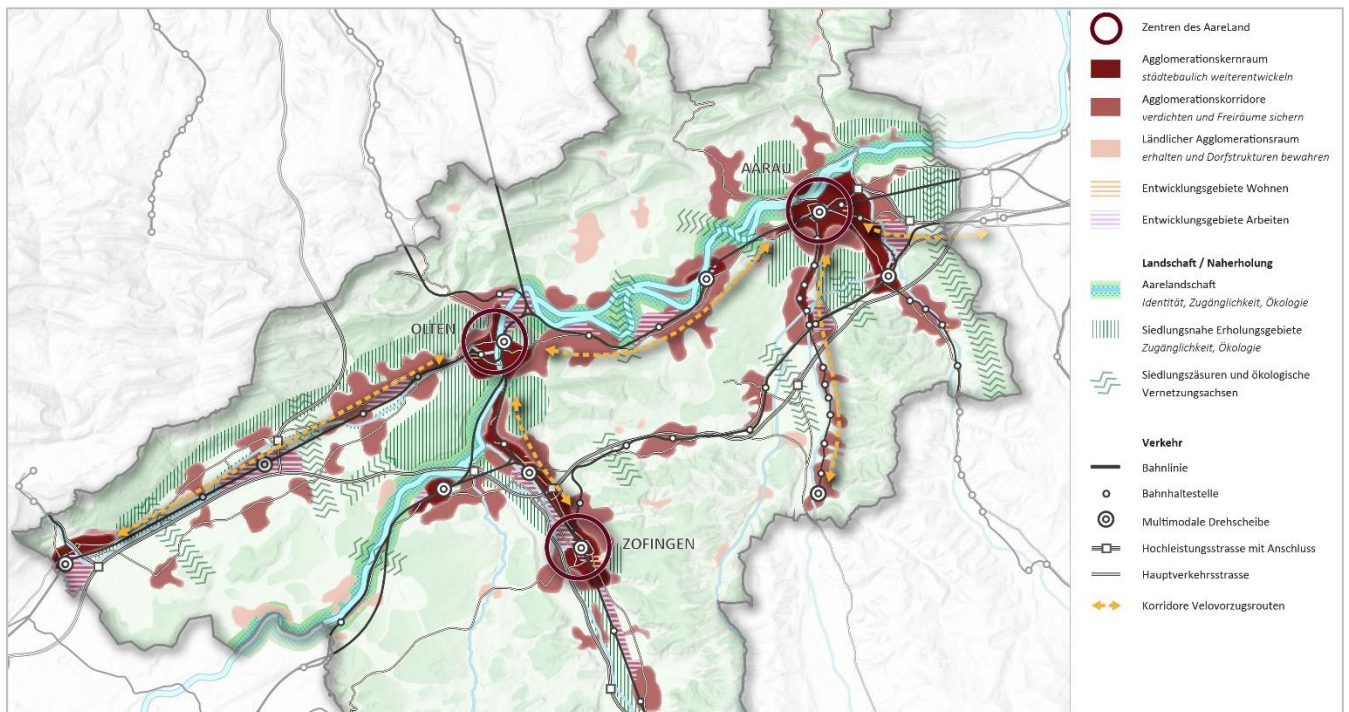 AARAU
OLTEN
ZOFINGEN
Zentren des AareLand
Agglomerationskernraum
städtebaulich weiterentwickeln
Agglomerationskorridore
verdichten und Freiräume sichern
Ländlicher Agglomerationsraum
erhalten und Dorfstrukturen bewahren
Entwicklungsgebiete Wohnen
Entwicklungsgebiete Arbeiten
Landschaft / Naherholung
Aarelandschaft
Identität, Zugänglichkeit, Ökologie
Siedlungsnahe Erholungsgebiete
Zugänglichkeit, Ökologie
Siedlungszäsuren und ökologische
Vernetzungsachsen
Verkehr
Bahnlinie
Bahnhaltestelle
Multimodale Drehscheibe
Hochleistungsstrasse mit Anschluss
Hauptverkehrsstrasse
Korridore Velovorzugsrouten